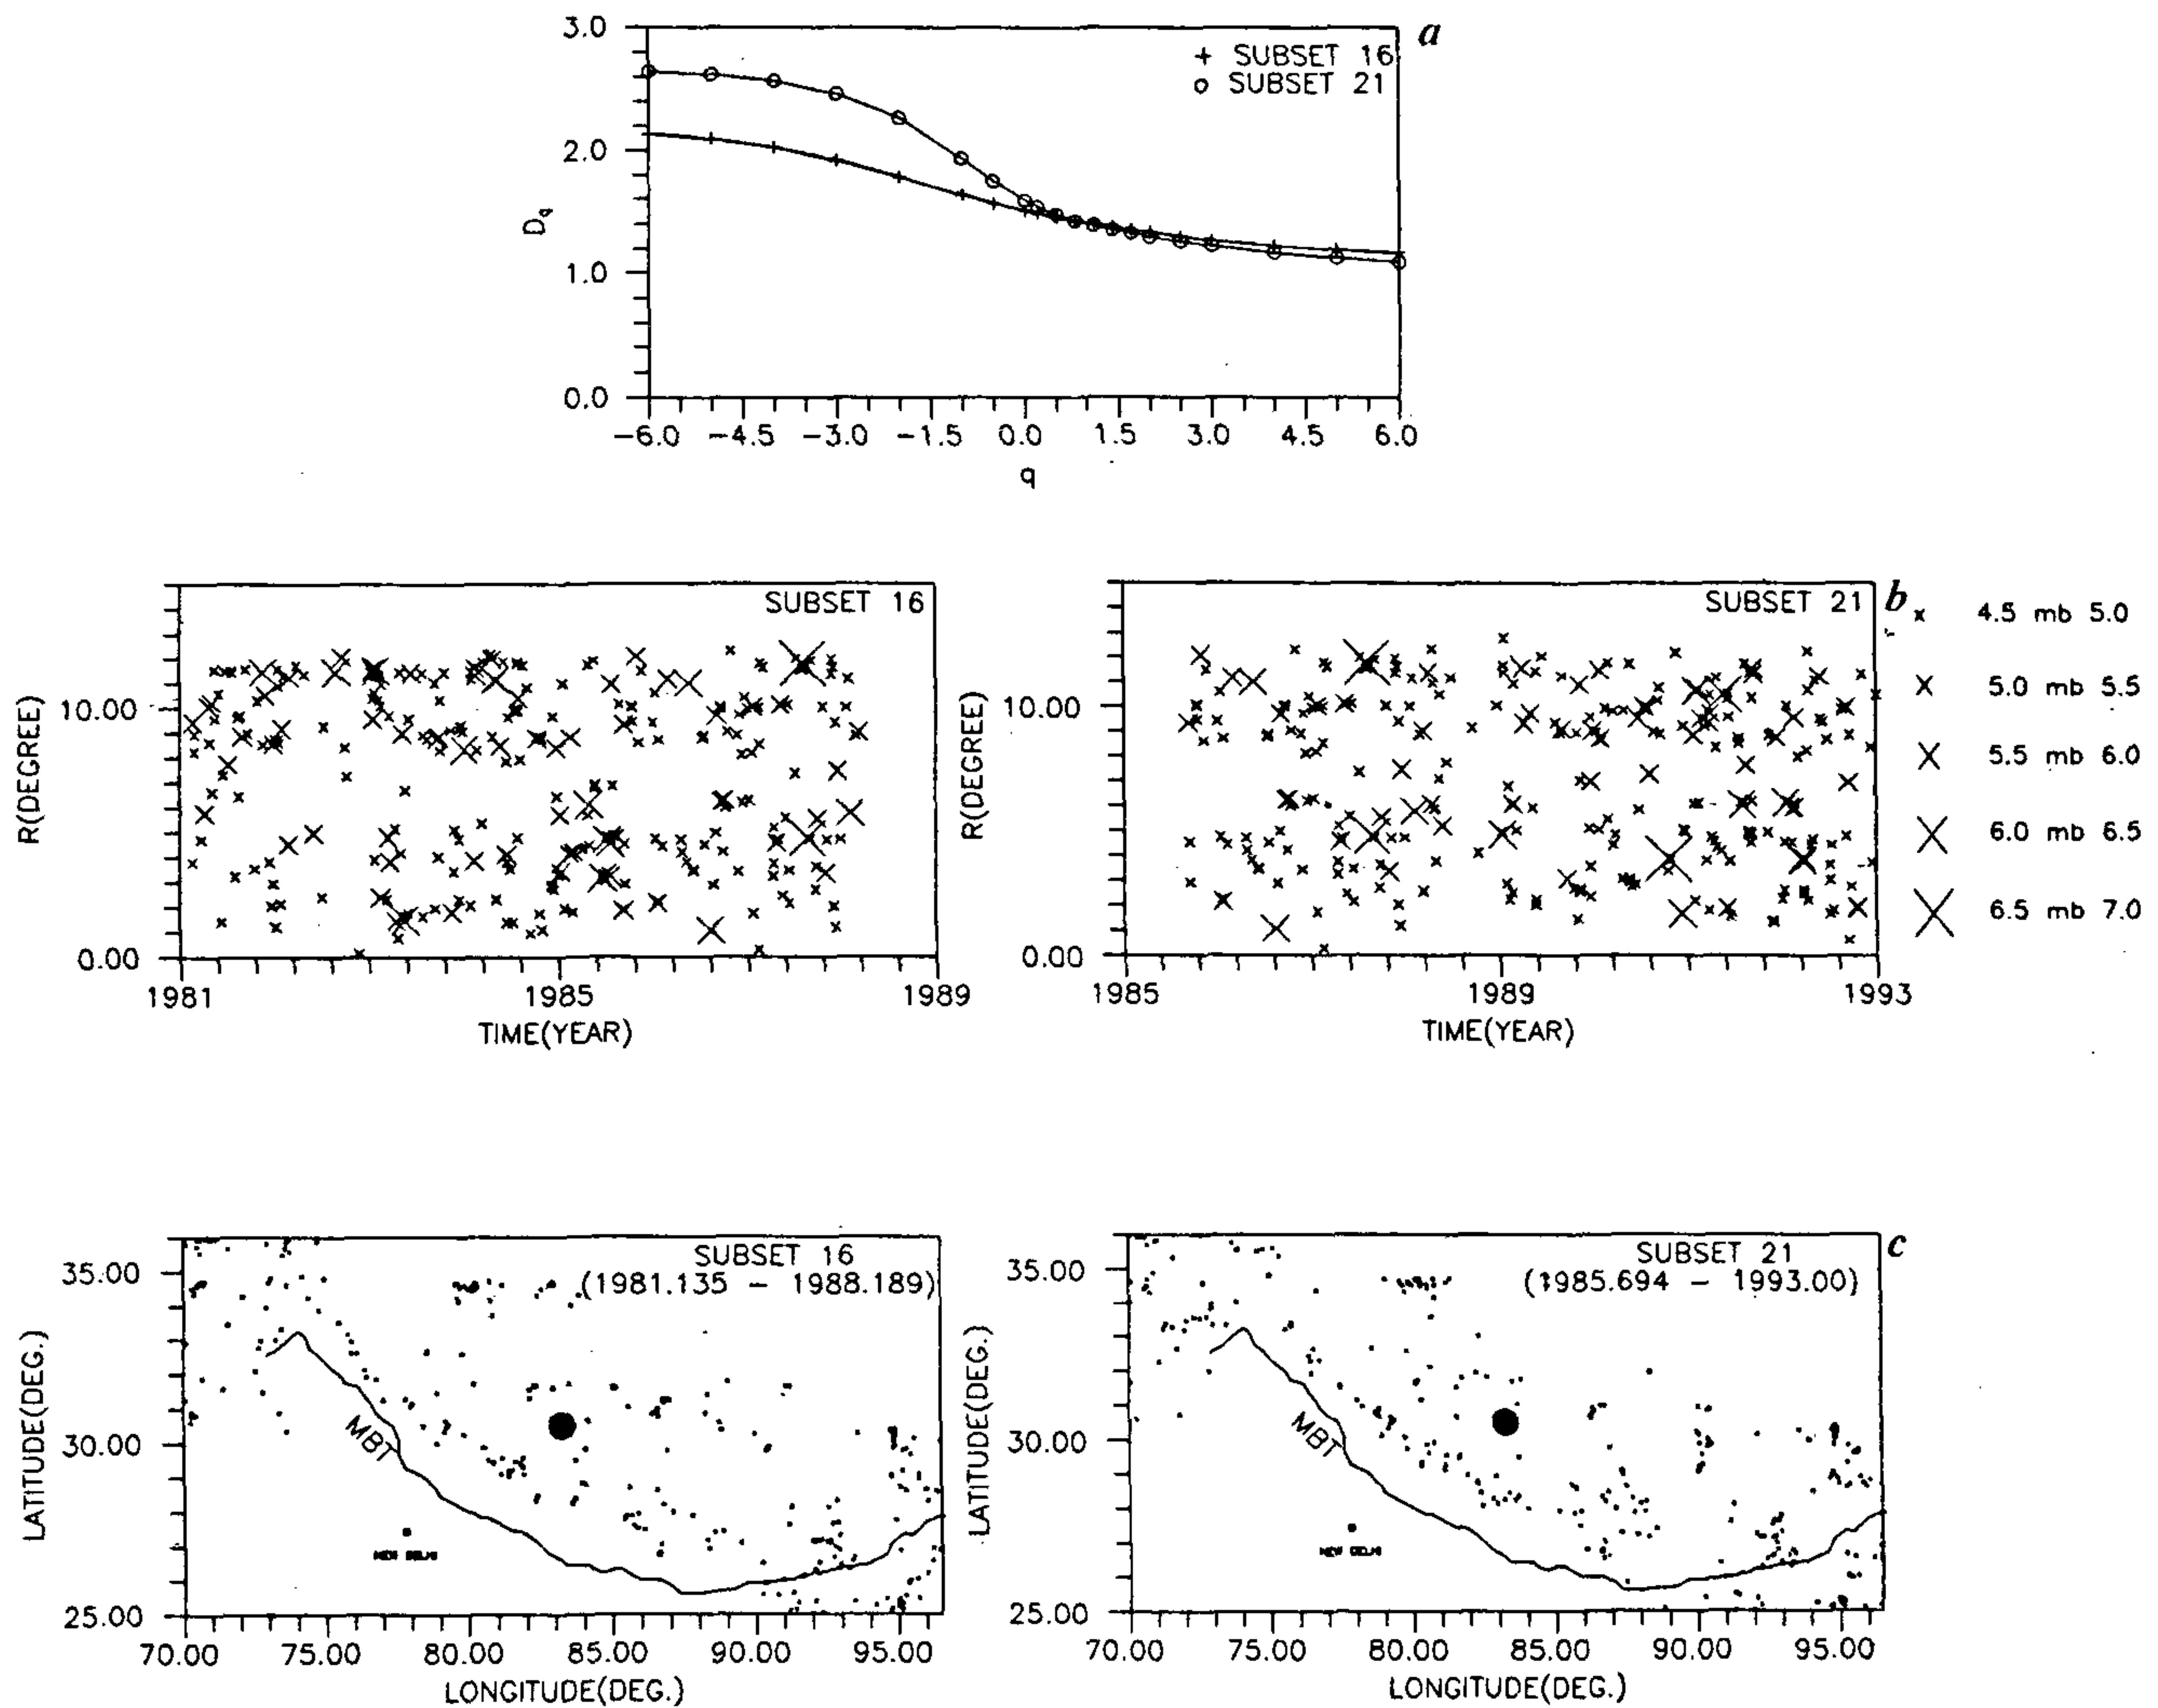 a
3.0
+ SUBSET 16
o SUBSET 21
2.0
Dq
1.0
0.0
-6.0 -4.5 -3.0 -1.5 0.0 1.5 3.0 4.5 6.0
q
b
SUBSET 16
R(DEGREE)
10.00
0.00
1981 1985 1989
TIME(YEAR)
SUBSET 21
R(DEGREE)
10.00
0.00
1985 1989 1993
TIME(YEAR)
4.5 mb 5.0
5.0 mb 5.5
5.5 mb 6.0
6.0 mb 6.5
6.5 mb 7.0
c
SUBSET 16
(1981.135 - 1988.189)
35.00
LATITUDE(DEG.)
30.00
MBT
NEW DELHI
25.00
70.00 75.00 80.00 85.00 90.00 95.00
LONGITUDE(DEG.)
SUBSET 21
(1985.694 - 1993.00)
35.00
LATITUDE(DEG.)
30.00
MBT
NEW DELHI
25.00
70.00 75.00 80.00 85.00 90.00 95.00
LONGITUDE(DEG.)